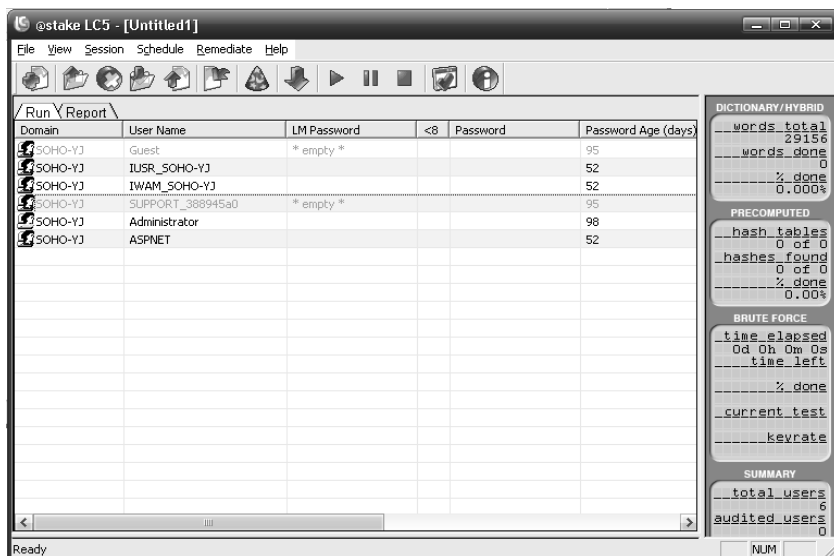 @stake LC5 - [Untitled1]
File View Session Schedule Remediate Help
Run Report
Domain User Name LM Password <8 Password Password Age (days)
SOHO-YJ Guest * empty * 95
SOHO-YJ IUSR_SOHO-YJ 52
SOHO-YJ IWAM_SOHO-YJ 52
SOHO-YJ SUPPORT_388945a0 * empty * 95
SOHO-YJ Administrator 98
SOHO-YJ ASPNET 52
DICTIONARY/HYBRID
words total
29156
words done
0
% done
0.000%
PRECOMPUTED
hash tables
0 of 0
hashes found
0 of 0
% done
0.00%
BRUTE FORCE
time elapsed
0d 0h 0m 0s
time left
% done
current test
keyrate
SUMMARY
total users
6
audited users
0
Ready NUM